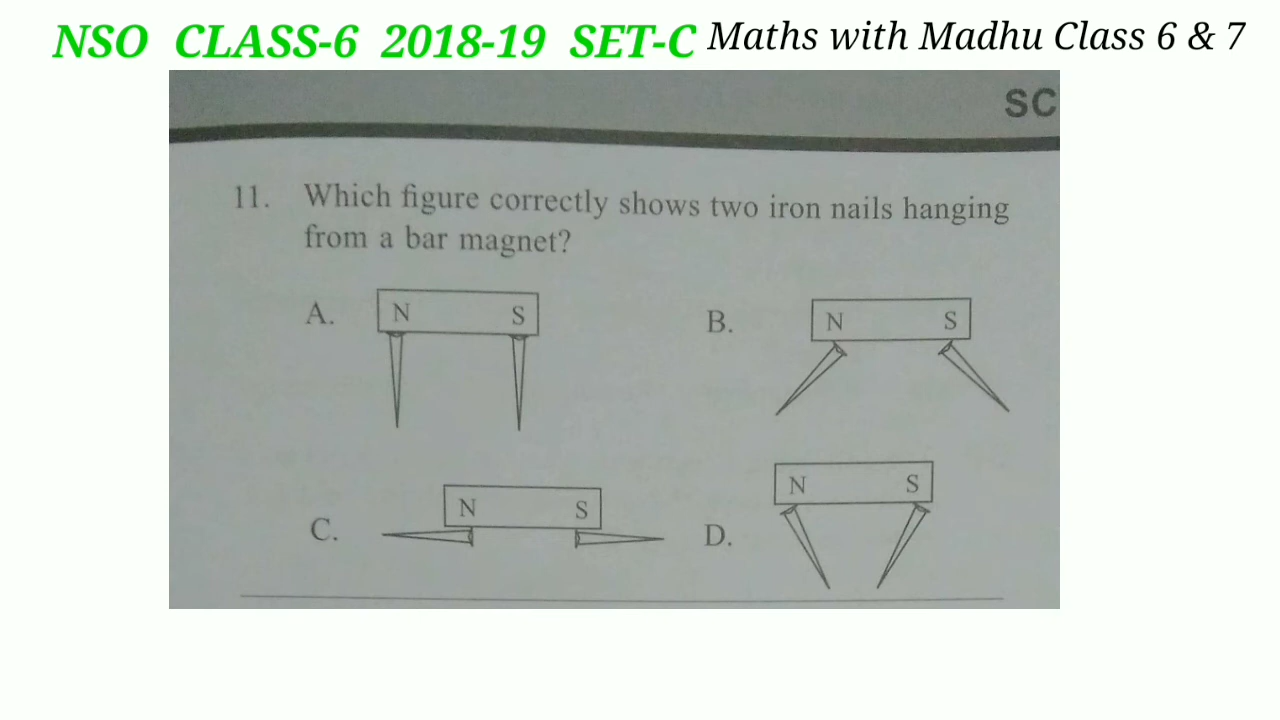 NSO CLASS-6 2018-19 SET-C Maths with Madhu Class 6 & 7
SC
11. Which figure correctly shows two iron nails hanging
from a bar magnet?
A. N S
B. N S
C. N S
D. N S